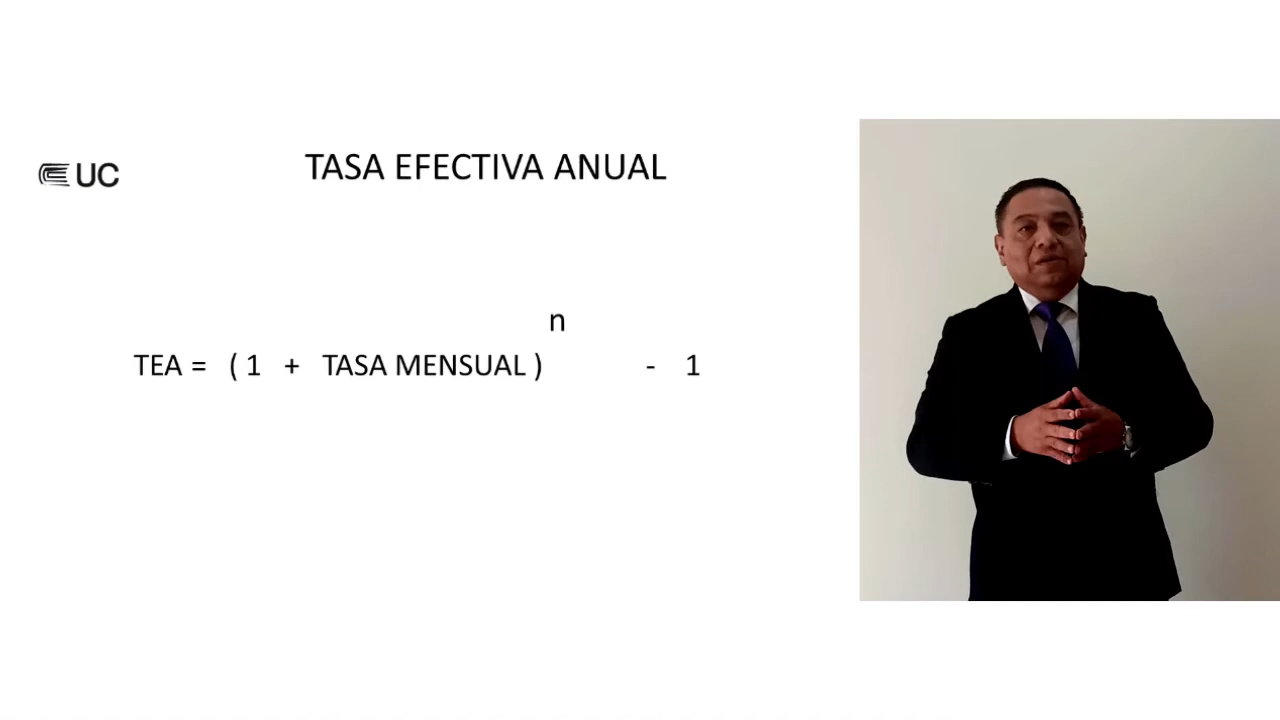 UC
TASA EFECTIVA ANUAL
n
TEA = ( 1 + TASA MENSUAL ) - 1